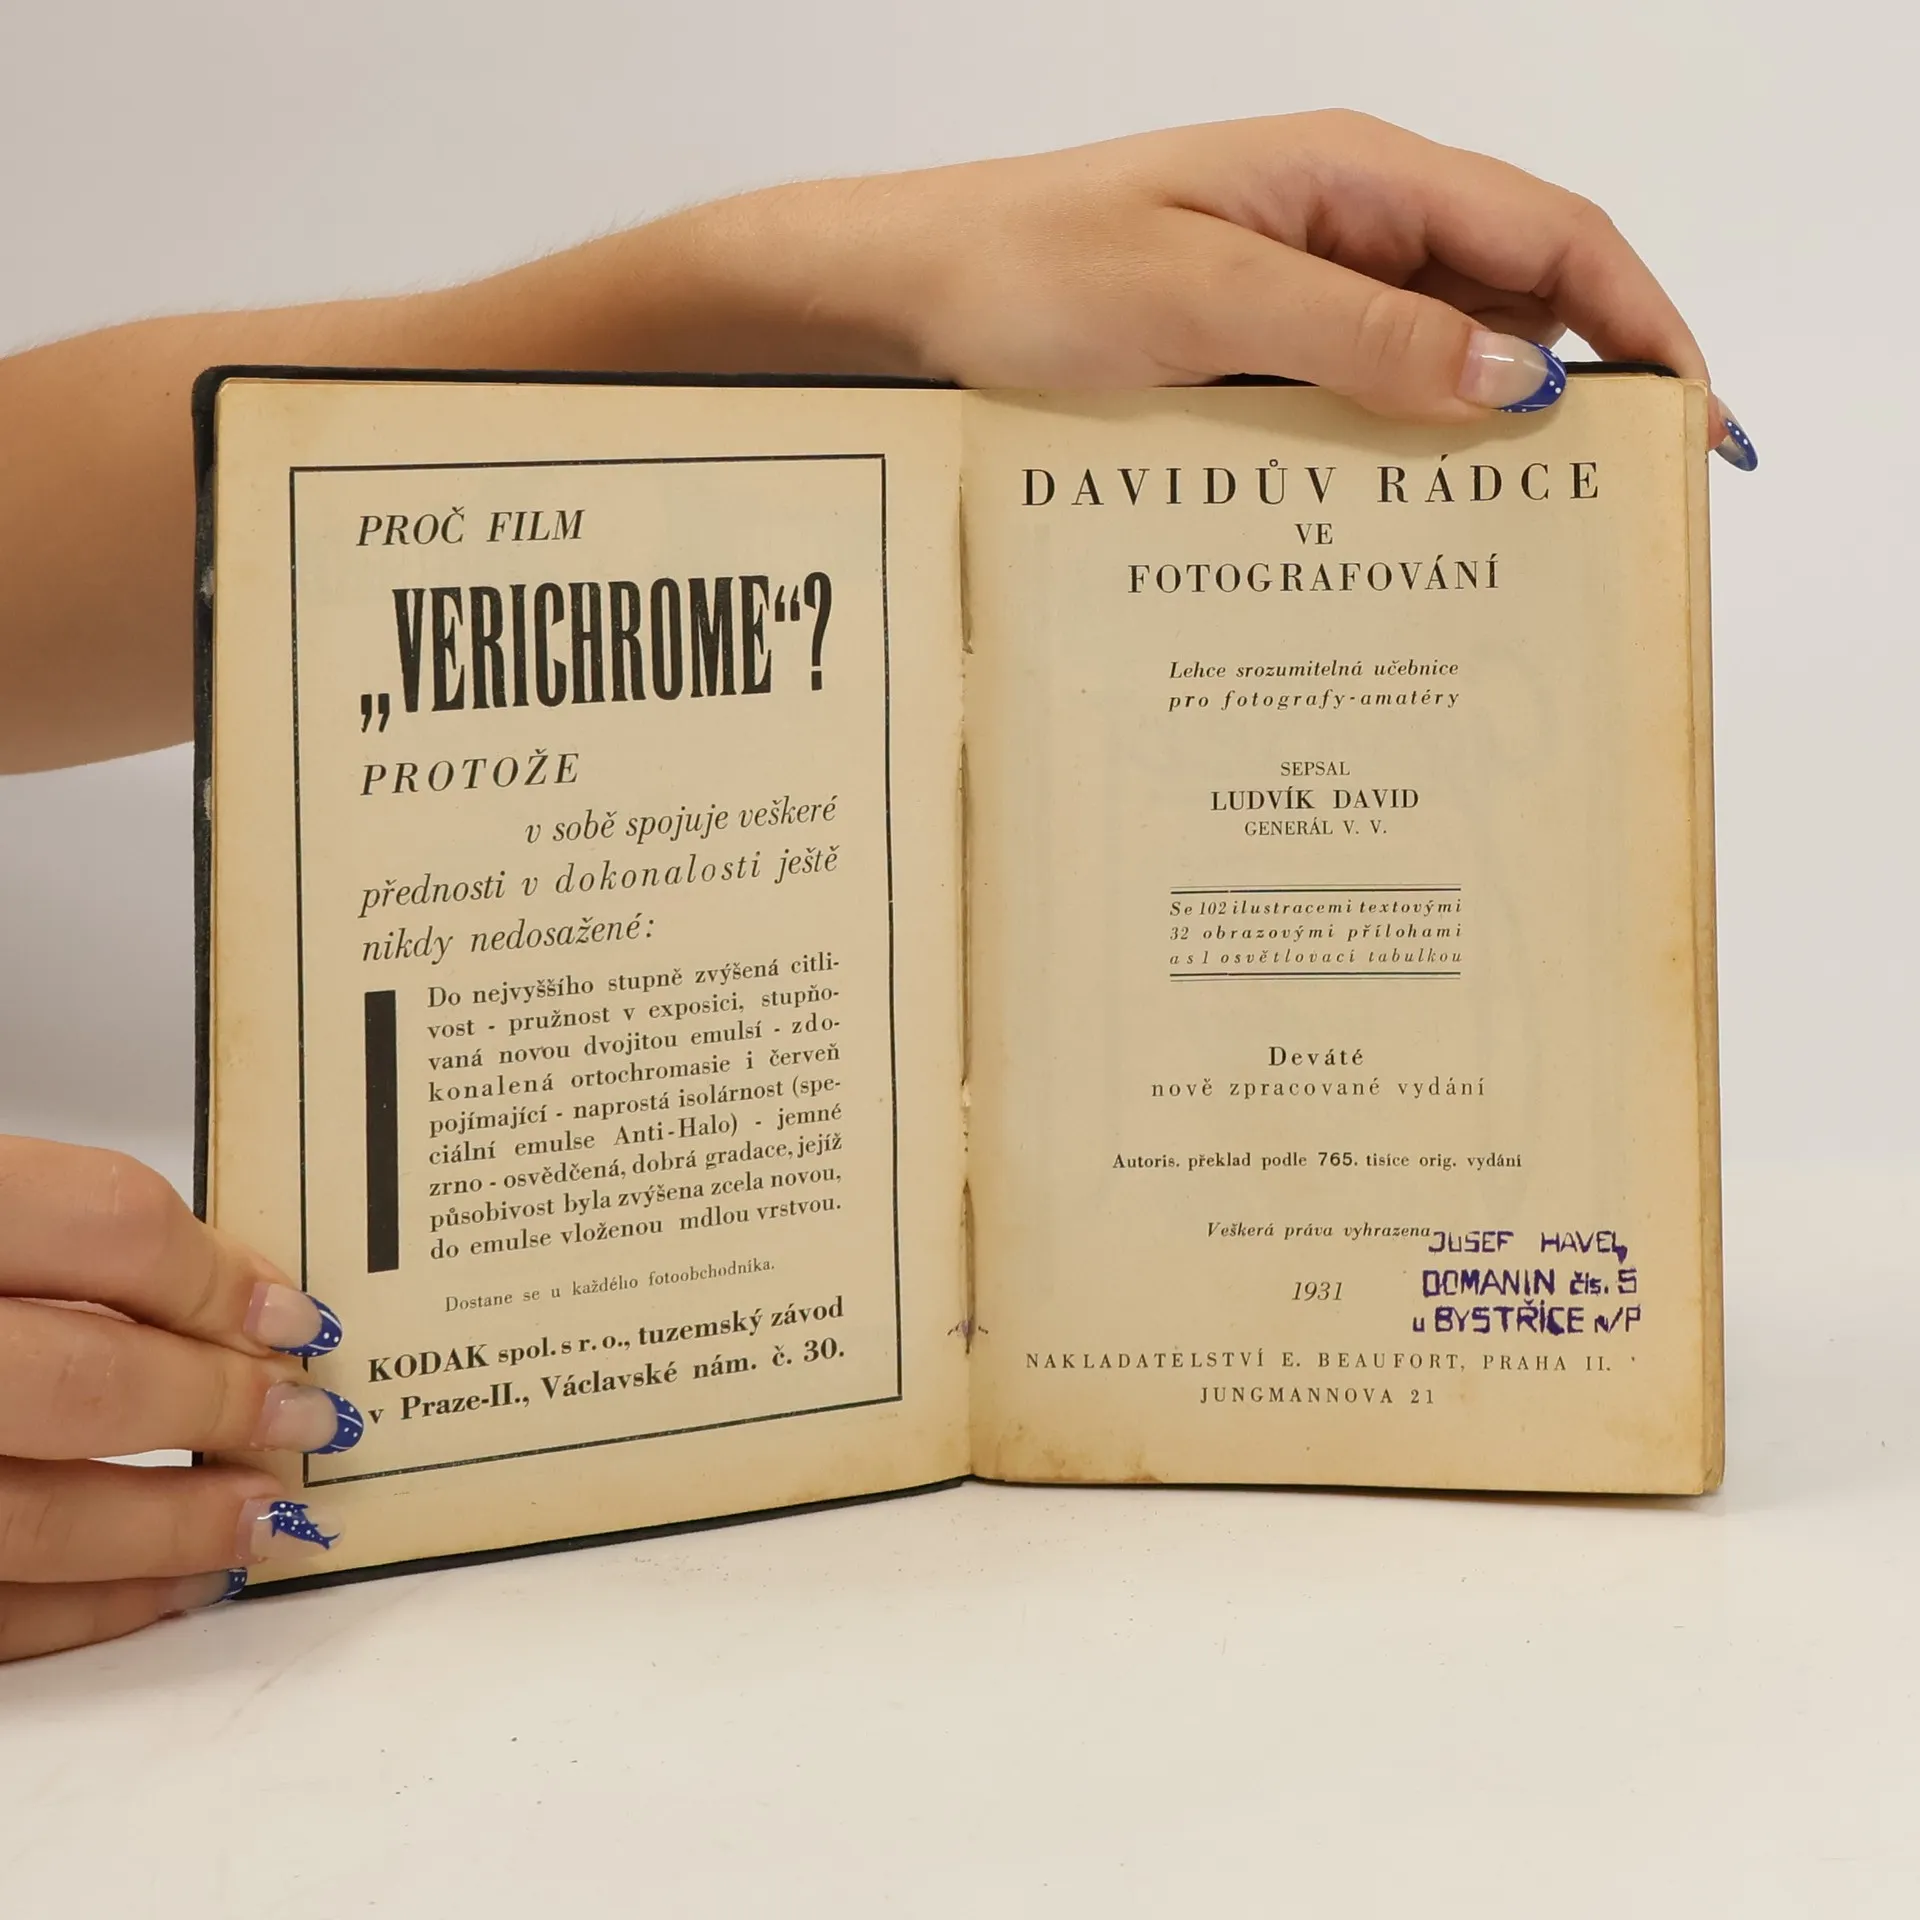 PROČ FILM
„VERICHROME“?
PROTOŽE
v sobě spojuje veškeré
přednosti v dokonalosti ještě
nikdy nedosažené:
Do nejvyššího stupně zvýšená citli-
vost - pružnost v exposici, stupňo-
vaná novou dvojitou emulsí - zdo-
konalená ortochromasie i červeň
pojímající - naprostá isolárnost (spe-
ciální emulse Anti-Halo) - jemné
zrno - osvědčená, dobrá gradace, jejíž
působivost byla zvýšena zcela novou,
do emulse vloženou mdlou vrstvou.
Dostane se u každého fotoobchodníka.
KODAK spol. s r. o., tuzemský závod
v Praze-II., Václavské nám. č. 30.
DAVIDŮV RÁDCE
VE
FOTOGRAFOVÁNÍ
Lehce srozumitelná učebnice
pro fotografy-amatéry
SEPSAL
LUDVÍK DAVID
GENERÁL V. V.
Se 102 ilustracemi textovými
32 obrazovými přílohami
a s 1 osvětlovací tabulkou
Deváté
nově zpracované vydání
Autoris. překlad podle 765. tisíce orig. vydání
Veškerá práva vyhrazena
JOSEF HAVEL,
1931
DOMANIN čís. 5
u BYSTŘICE n/P
NAKLADATELSTVÍ E. BEAUFORT, PRAHA II.
JUNGMANNOVA 21